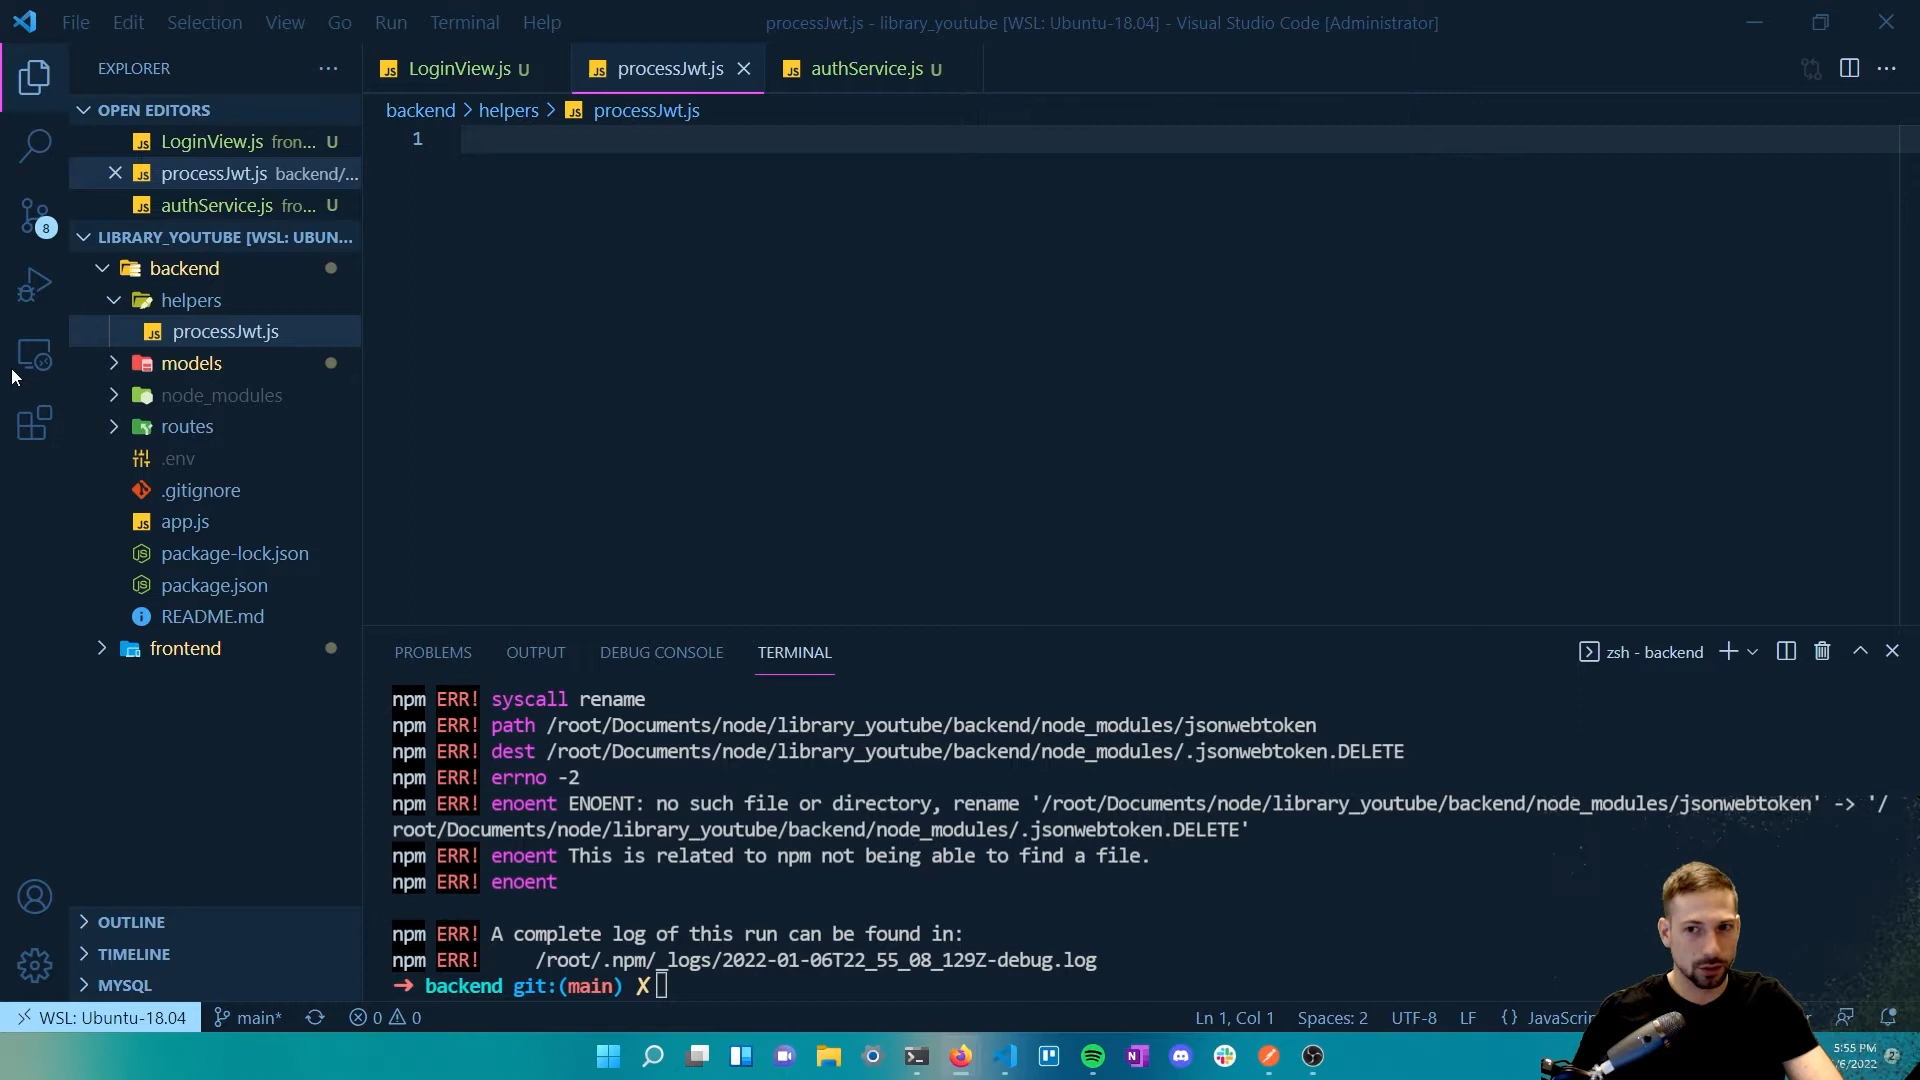 File Edit Selection View Go Run Terminal Help
processJwt.js - library_youtube [WSL: Ubuntu-18.04] - Visual Studio Code [Administrator]
EXPLORER
LoginView.js U
processJwt.js
authService.js U
OPEN EDITORS
backend > helpers > processJwt.js
1
LoginView.js fron... U
processJwt.js backend/...
authService.js fro... U
8
LIBRARY_YOUTUBE [WSL: UBUN...
backend
helpers
processJwt.js
models
node_modules
routes
.env
.gitignore
app.js
package-lock.json
package.json
README.md
frontend
OUTLINE
TIMELINE
MYSQL
PROBLEMS OUTPUT DEBUG CONSOLE TERMINAL
zsh - backend
npm ERR! syscall rename
npm ERR! path /root/Documents/node/library_youtube/backend/node_modules/jsonwebtoken
npm ERR! dest /root/Documents/node/library_youtube/backend/node_modules/.jsonwebtoken.DELETE
npm ERR! errno -2
npm ERR! enoent ENOENT: no such file or directory, rename '/root/Documents/node/library_youtube/backend/node_modules/jsonwebtoken' -> '/
root/Documents/node/library_youtube/backend/node_modules/.jsonwebtoken.DELETE'
npm ERR! enoent This is related to npm not being able to find a file.
npm ERR! enoent
npm ERR! A complete log of this run can be found in:
npm ERR!     /root/.npm/_logs/2022-01-06T22_55_08_129Z-debug.log
→ backend git:(main) ✗
WSL: Ubuntu-18.04 main* 0 0
Ln 1, Col 1 Spaces: 2 UTF-8 LF {} JavaScri
5:55 PM
/6/2022
2